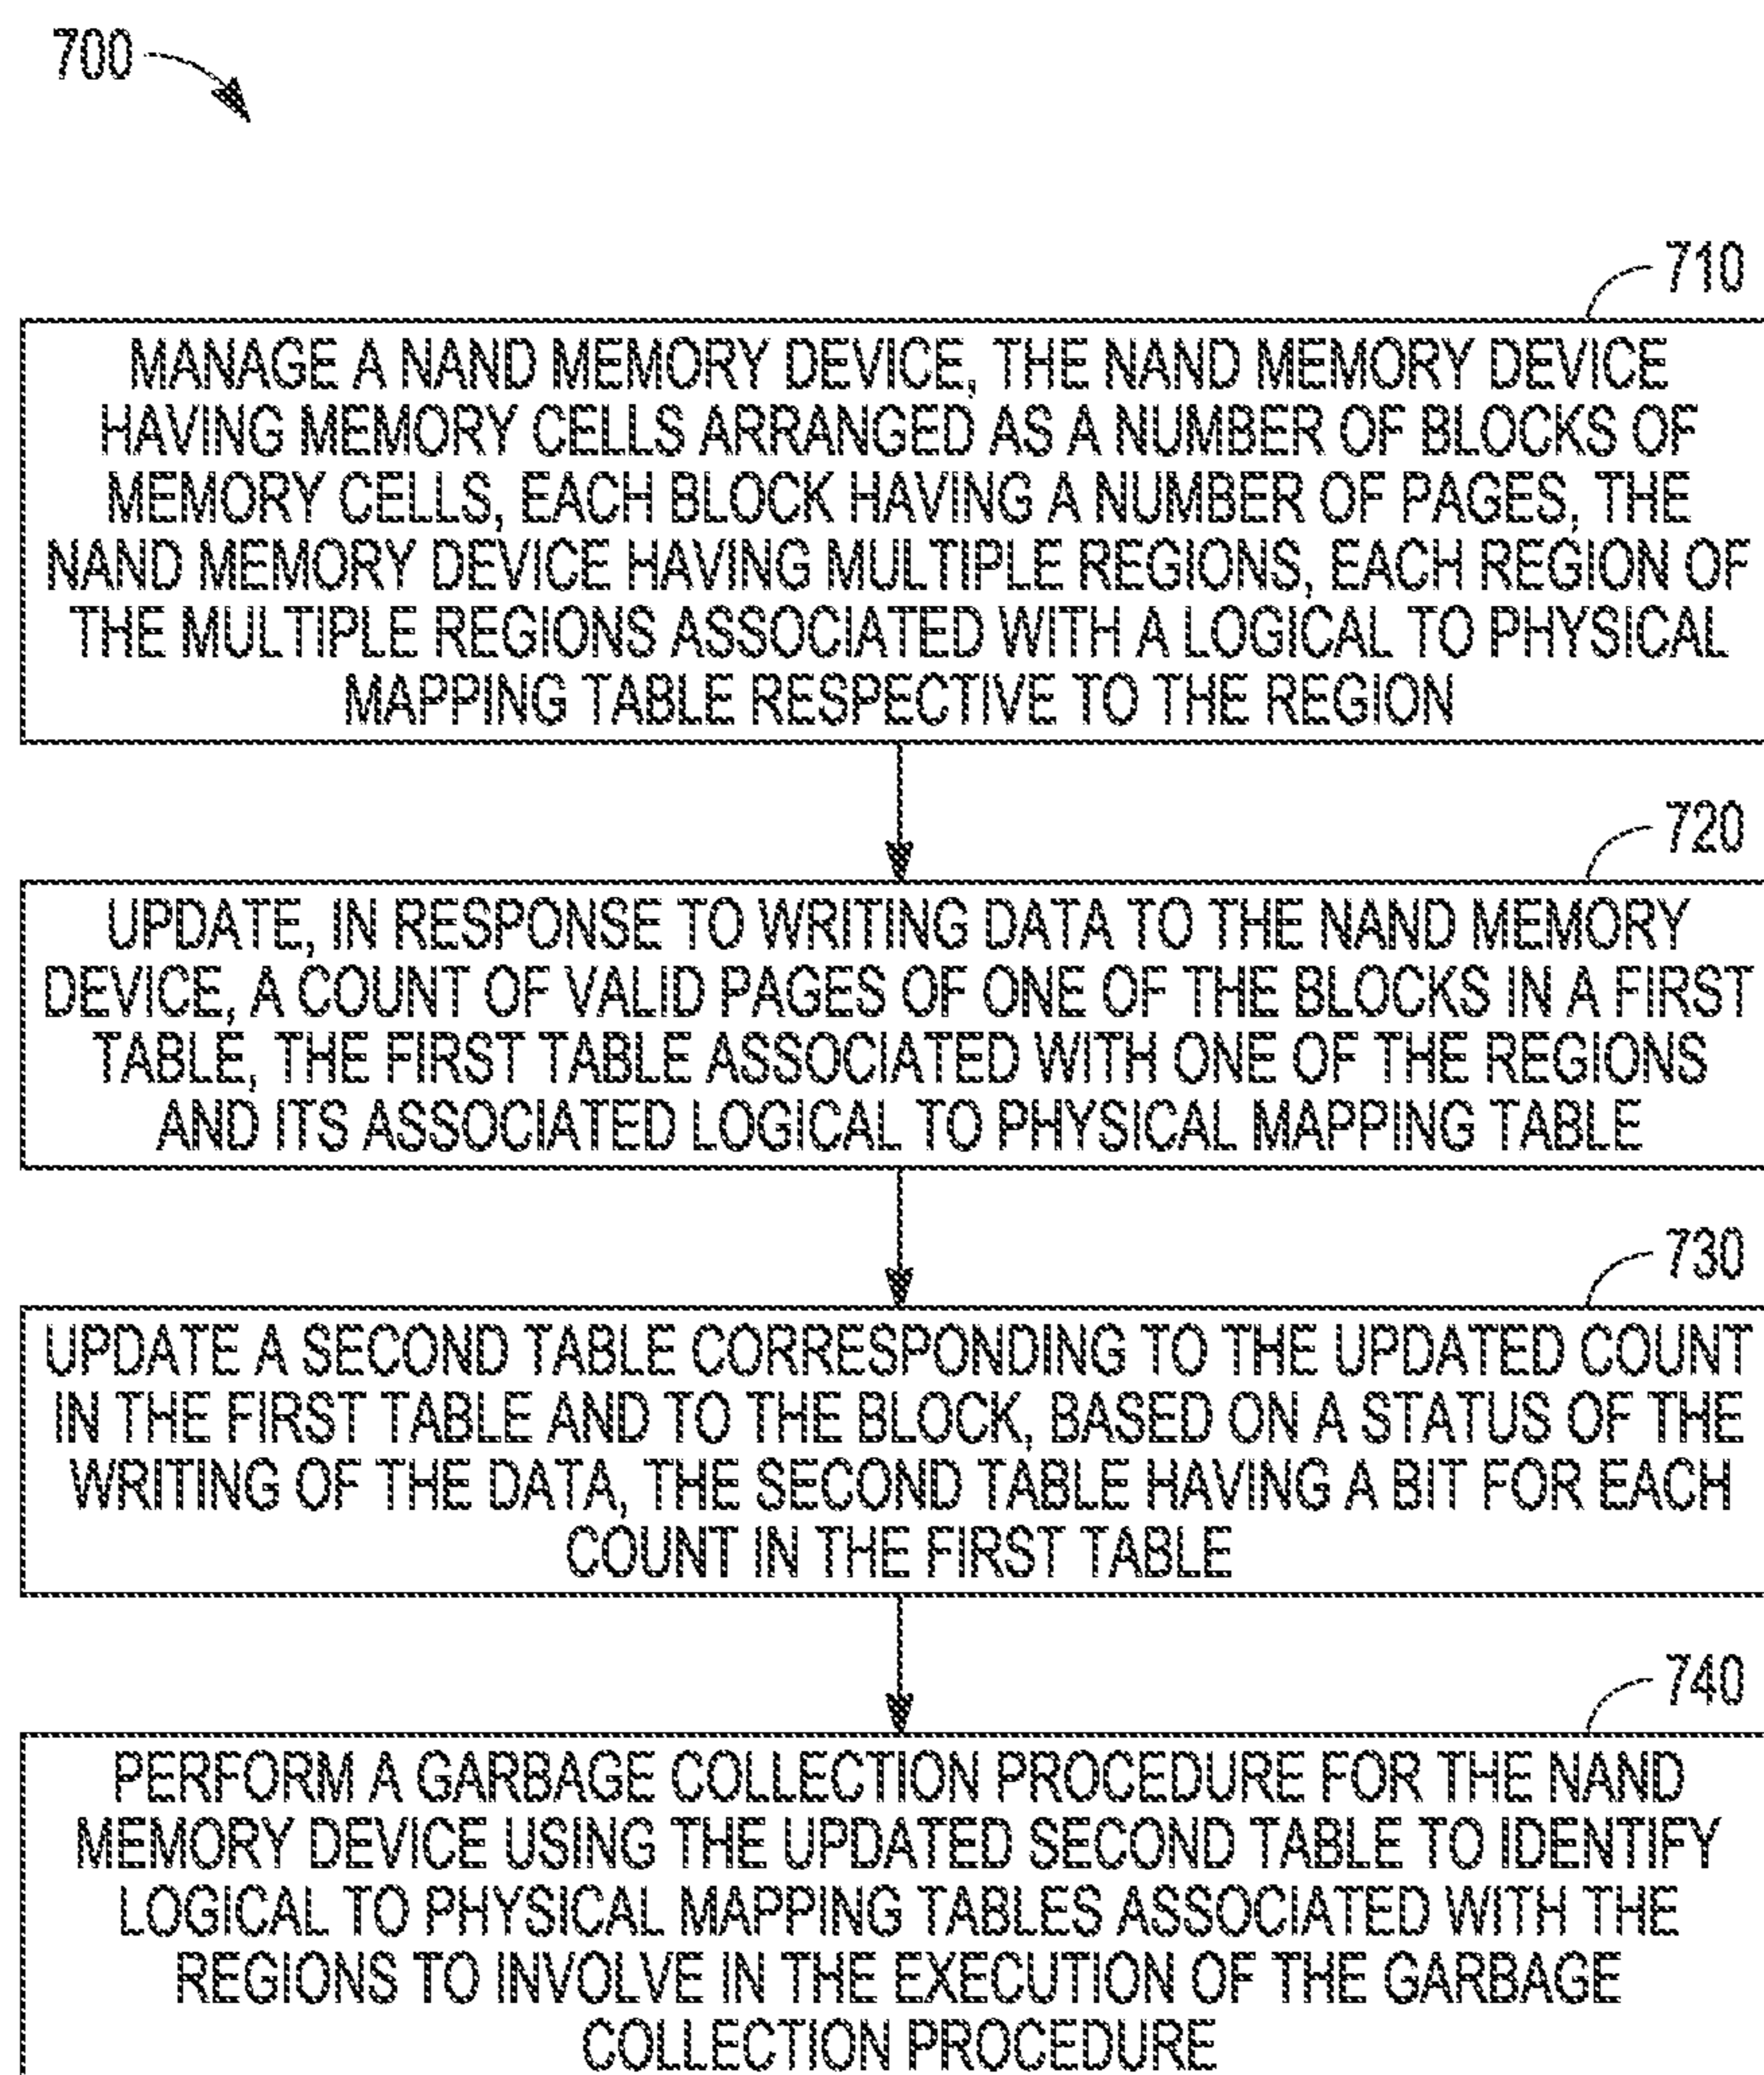 700
710
MANAGE A NAND MEMORY DEVICE, THE NAND MEMORY DEVICE
HAVING MEMORY CELLS ARRANGED AS A NUMBER OF BLOCKS OF
MEMORY CELLS, EACH BLOCK HAVING A NUMBER OF PAGES, THE
NAND MEMORY DEVICE HAVING MULTIPLE REGIONS, EACH REGION OF
THE MULTIPLE REGIONS ASSOCIATED WITH A LOGICAL TO PHYSICAL
MAPPING TABLE RESPECTIVE TO THE REGION
720
UPDATE, IN RESPONSE TO WRITING DATA TO THE NAND MEMORY
DEVICE, A COUNT OF VALID PAGES OF ONE OF THE BLOCKS IN A FIRST
TABLE, THE FIRST TABLE ASSOCIATED WITH ONE OF THE REGIONS
AND ITS ASSOCIATED LOGICAL TO PHYSICAL MAPPING TABLE
730
UPDATE A SECOND TABLE CORRESPONDING TO THE UPDATED COUNT
IN THE FIRST TABLE AND TO THE BLOCK, BASED ON A STATUS OF THE
WRITING OF THE DATA, THE SECOND TABLE HAVING A BIT FOR EACH
COUNT IN THE FIRST TABLE
740
PERFORM A GARBAGE COLLECTION PROCEDURE FOR THE NAND
MEMORY DEVICE USING THE UPDATED SECOND TABLE TO IDENTIFY
LOGICAL TO PHYSICAL MAPPING TABLES ASSOCIATED WITH THE
REGIONS TO INVOLVE IN THE EXECUTION OF THE GARBAGE
COLLECTION PROCEDURE